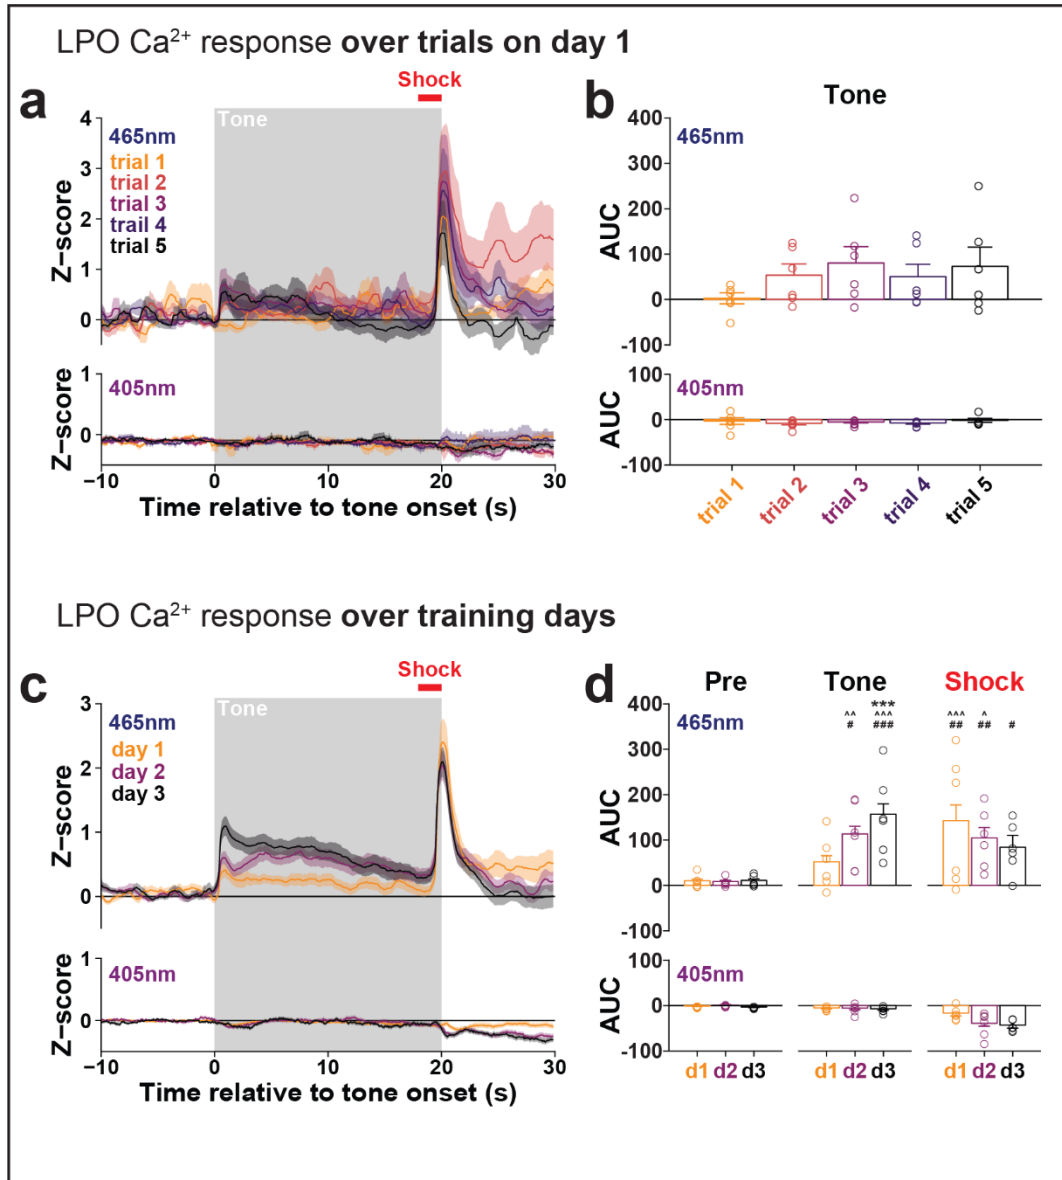 LPO Ca²⁺ response over trials on day 1
a
Shock
Tone
465nm
trial 1
trial 2
trial 3
trail 4
trial 5
Z-score
4
3
2
1
0
405nm
Z-score
1
0
−10
0
10
20
30
Time relative to tone onset (s)
b
Tone
465nm
AUC
400
300
200
100
0
-100
405nm
AUC
100
0
-100
trial 1
trial 2
trial 3
trial 4
trial 5
LPO Ca²⁺ response over training days
c
Shock
Tone
465nm
day 1
day 2
day 3
Z-score
3
2
1
0
405nm
Z-score
1
0
−10
0
10
20
30
Time relative to tone onset (s)
d
Pre
Tone
Shock
465nm
***
^^ ^^^ ^^^ ^
# ### ## ## #
AUC
400
300
200
100
0
-100
405nm
AUC
100
0
-100
d1 d2 d3
d1 d2 d3
d1 d2 d3